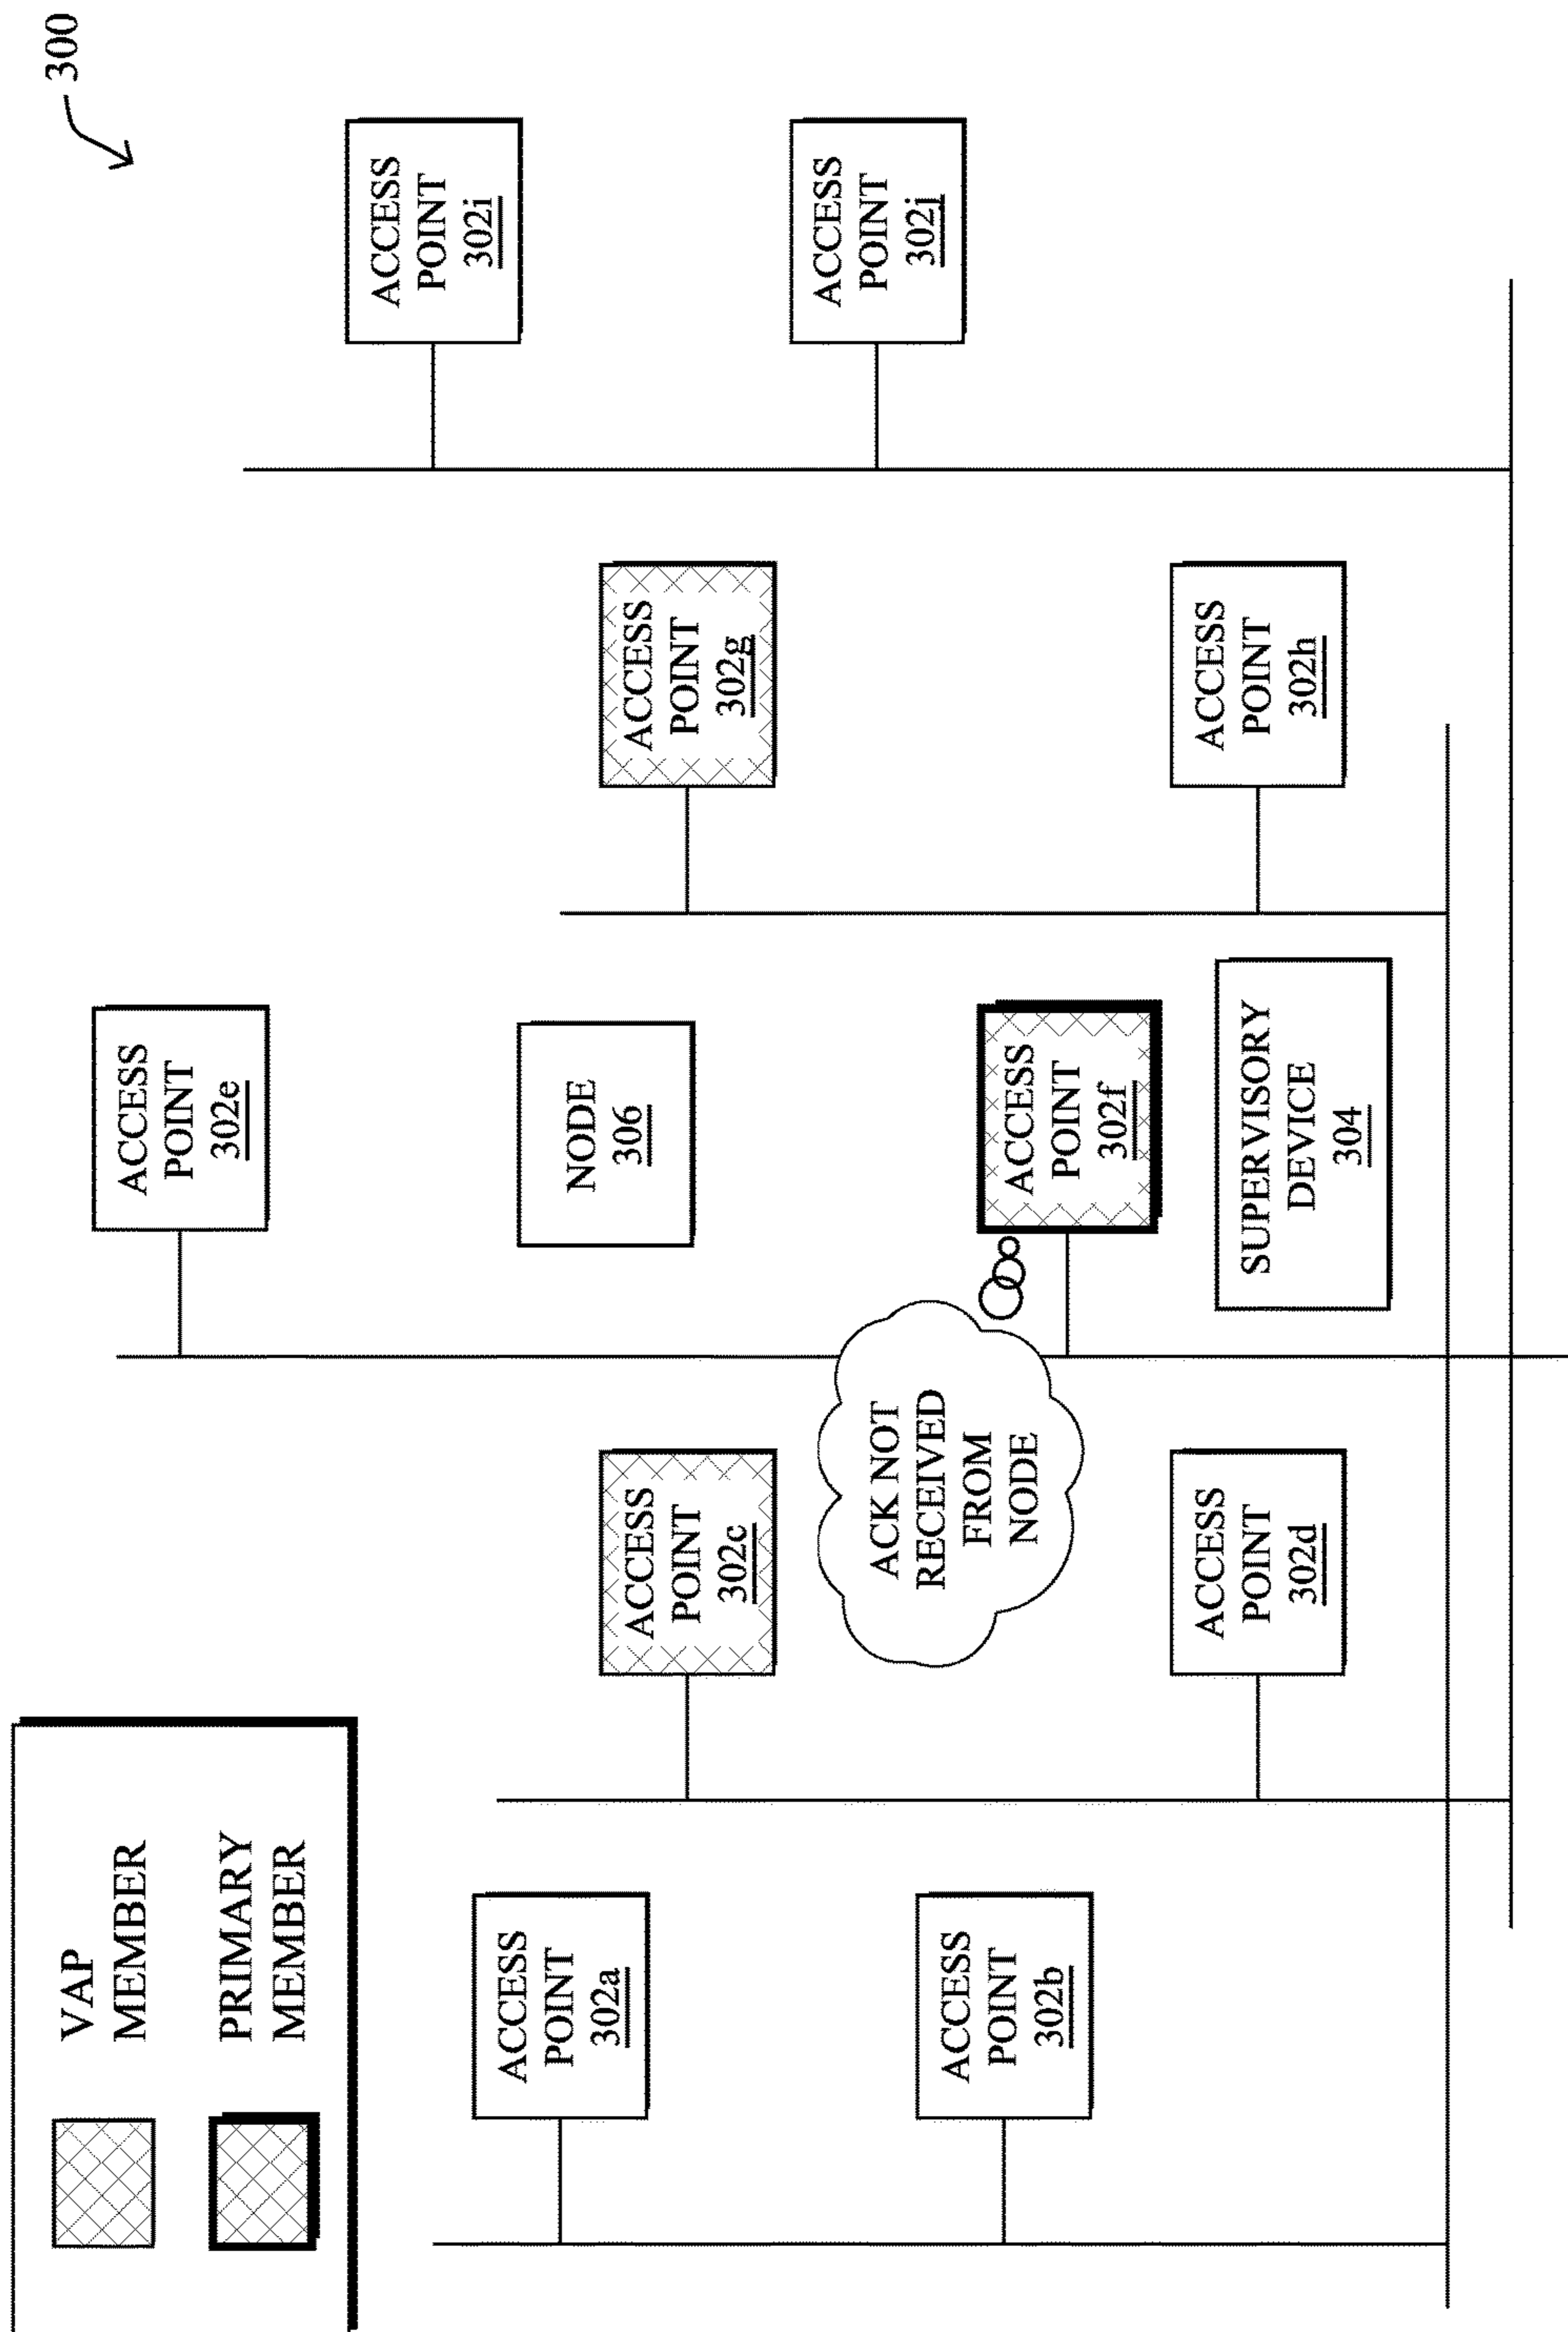 300
VAP
MEMBER
PRIMARY
MEMBER
ACCESS
POINT
302a
ACCESS
POINT
302b
ACCESS
POINT
302c
ACCESS
POINT
302d
ACK NOT
RECEIVED
FROM
NODE
ACCESS
POINT
302e
NODE
306
ACCESS
POINT
302f
SUPERVISORY
DEVICE
304
ACCESS
POINT
302g
ACCESS
POINT
302h
ACCESS
POINT
302i
ACCESS
POINT
302j